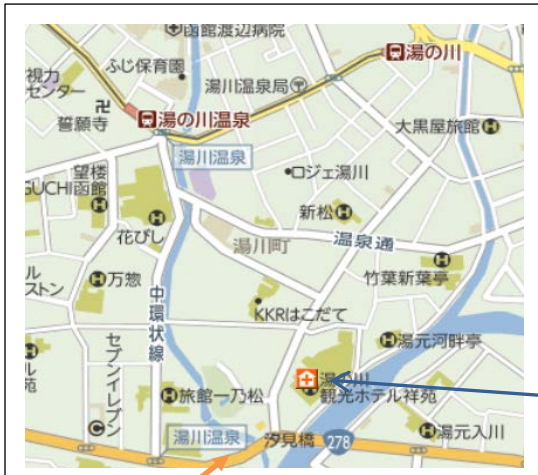 函館渡辺病院
湯の川
ふじ保育園
視力
センター
湯川温泉局
卍
誓願寺
湯の川温泉
大黒屋旅館
湯川温泉
望楼
GUCHI函館
ロジェ湯川
新松
花びし
湯川町
温泉通
竹葉新葉亭
ル
ストン
万惣
中環状線
KKRはこだて
セブンイレブン
湯元河畔亭
ル
苑
湯の川
観光ホテル祥苑
旅館一乃松
湯川温泉
汐見橋
278
湯元入川